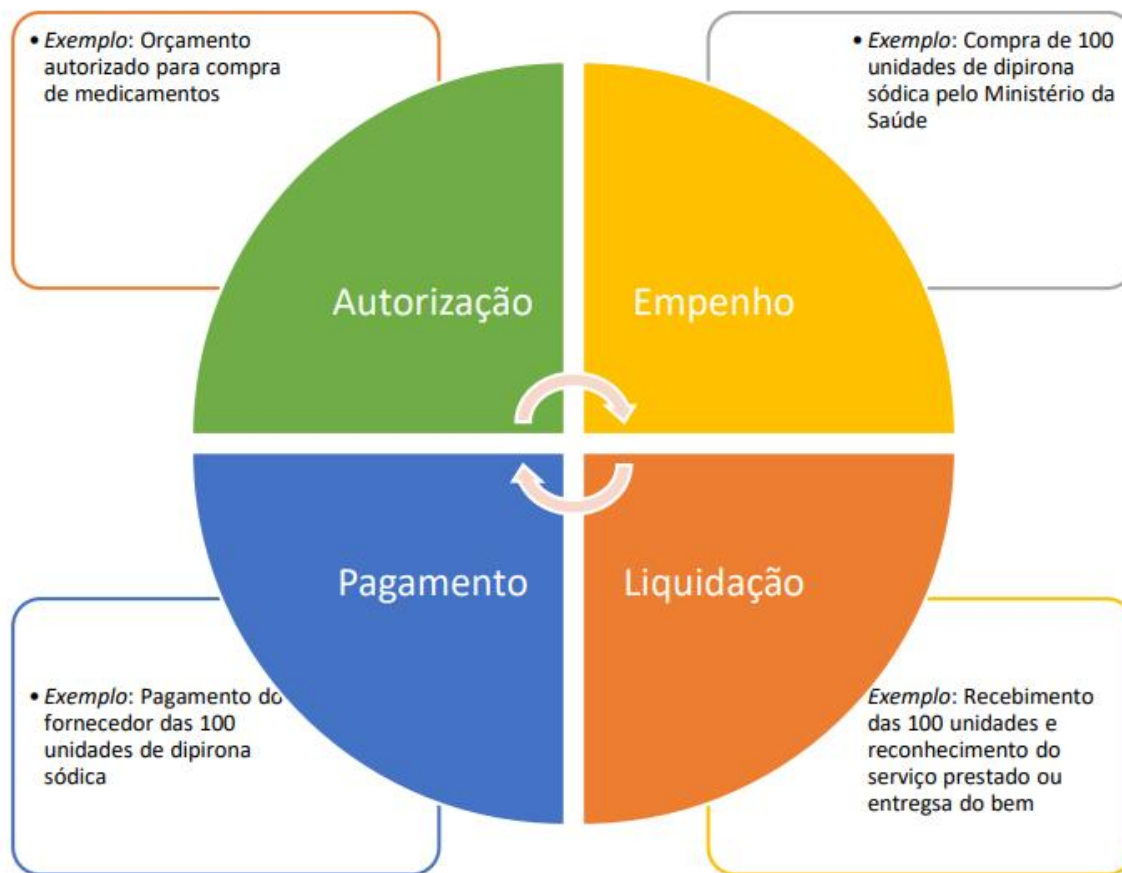 • Exemplo: Orçamento
autorizado para compra
de medicamentos
• Exemplo: Compra de 100
unidades de dipirona
sódica pelo Ministério da
Saúde
Autorização
Empenho
Pagamento
Liquidação
• Exemplo: Pagamento do
fornecedor das 100
unidades de dipirona
sódica
Exemplo: Recebimento
das 100 unidades e
reconhecimento do
serviço prestado ou
entregsa do bem